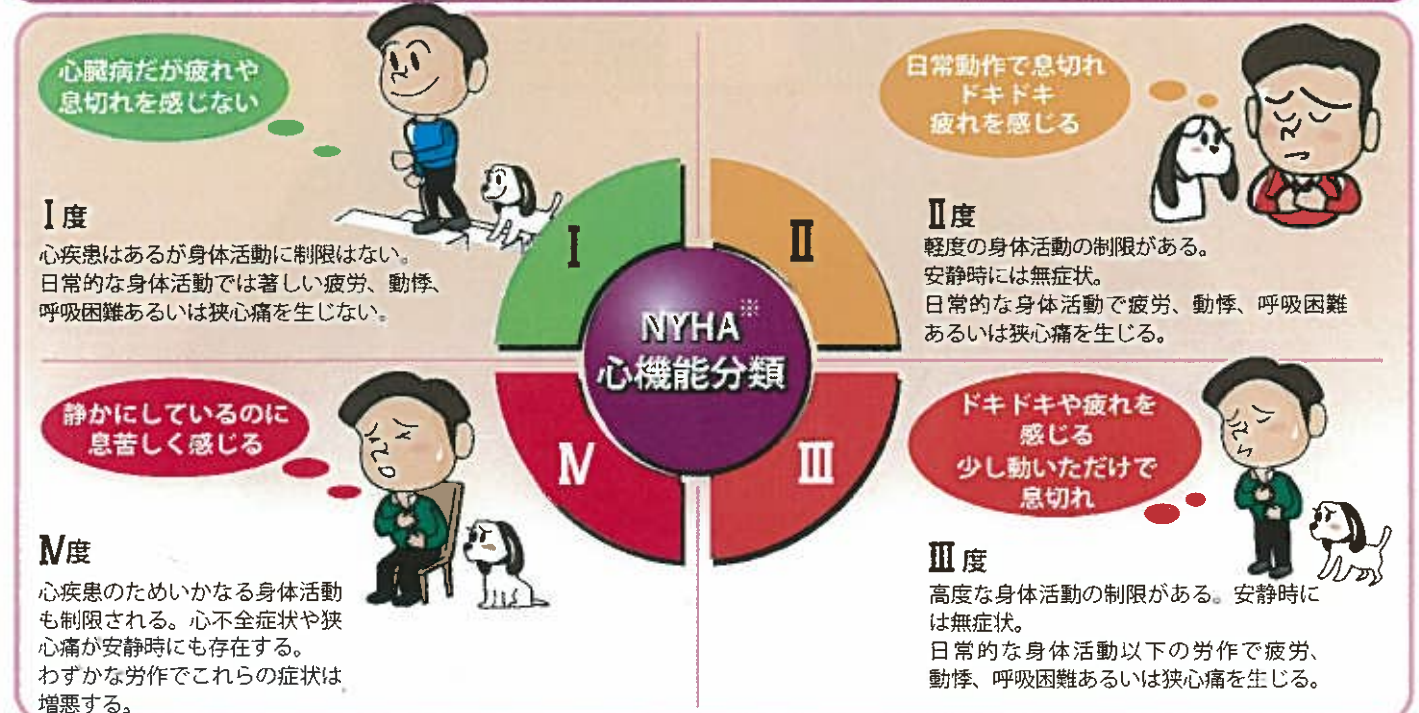 心臓病だが疲れや
息切れを感じない
Ⅰ度
心疾患はあるが身体活動に制限はない。
日常的な身体活動では著しい疲労、動悸、
呼吸困難あるいは狭心痛を生じない。
日常動作で息切れ
ドキドキ
疲れを感じる
Ⅱ度
軽度の身体活動の制限がある。
安静時には無症状。
日常的な身体活動で疲労、動悸、呼吸困難
あるいは狭心痛を生じる。
Ⅰ
Ⅱ
NYHA※
心機能分類
Ⅳ
Ⅲ
静かにしているのに
息苦しく感じる
Ⅳ度
心疾患のためいかなる身体活動
も制限される。心不全症状や狭
心痛が安静時にも存在する。
わずかな労作でこれらの症状は
増悪する。
ドキドキや疲れを
感じる
少し動いただけで
息切れ
Ⅲ度
高度な身体活動の制限がある。安静時に
は無症状。
日常的な身体活動以下の労作で疲労、
動悸、呼吸困難あるいは狭心痛を生じる。